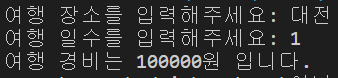 여행 장소를 입력해주세요: 대전
여행 일수를 입력해주세요: 1
여행 경비는 100000원 입니다.